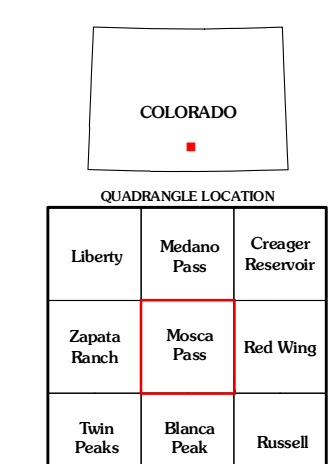 COLORADO
QUADRANGLE LOCATION
Liberty
Medano
Pass
Creager
Reservoir
Zapata
Ranch
Mosca
Pass
Red Wing
Twin
Peaks
Blanca
Peak
Russell